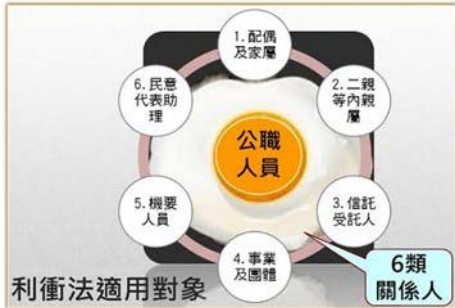 1.配偶
及家屬
2.二親
等內親
屬
3.信託
受託人
4.事業
及團體
5.機要
人員
6.民意
代表助
理
公職
人員
6類
關係人
利衝法適用對象